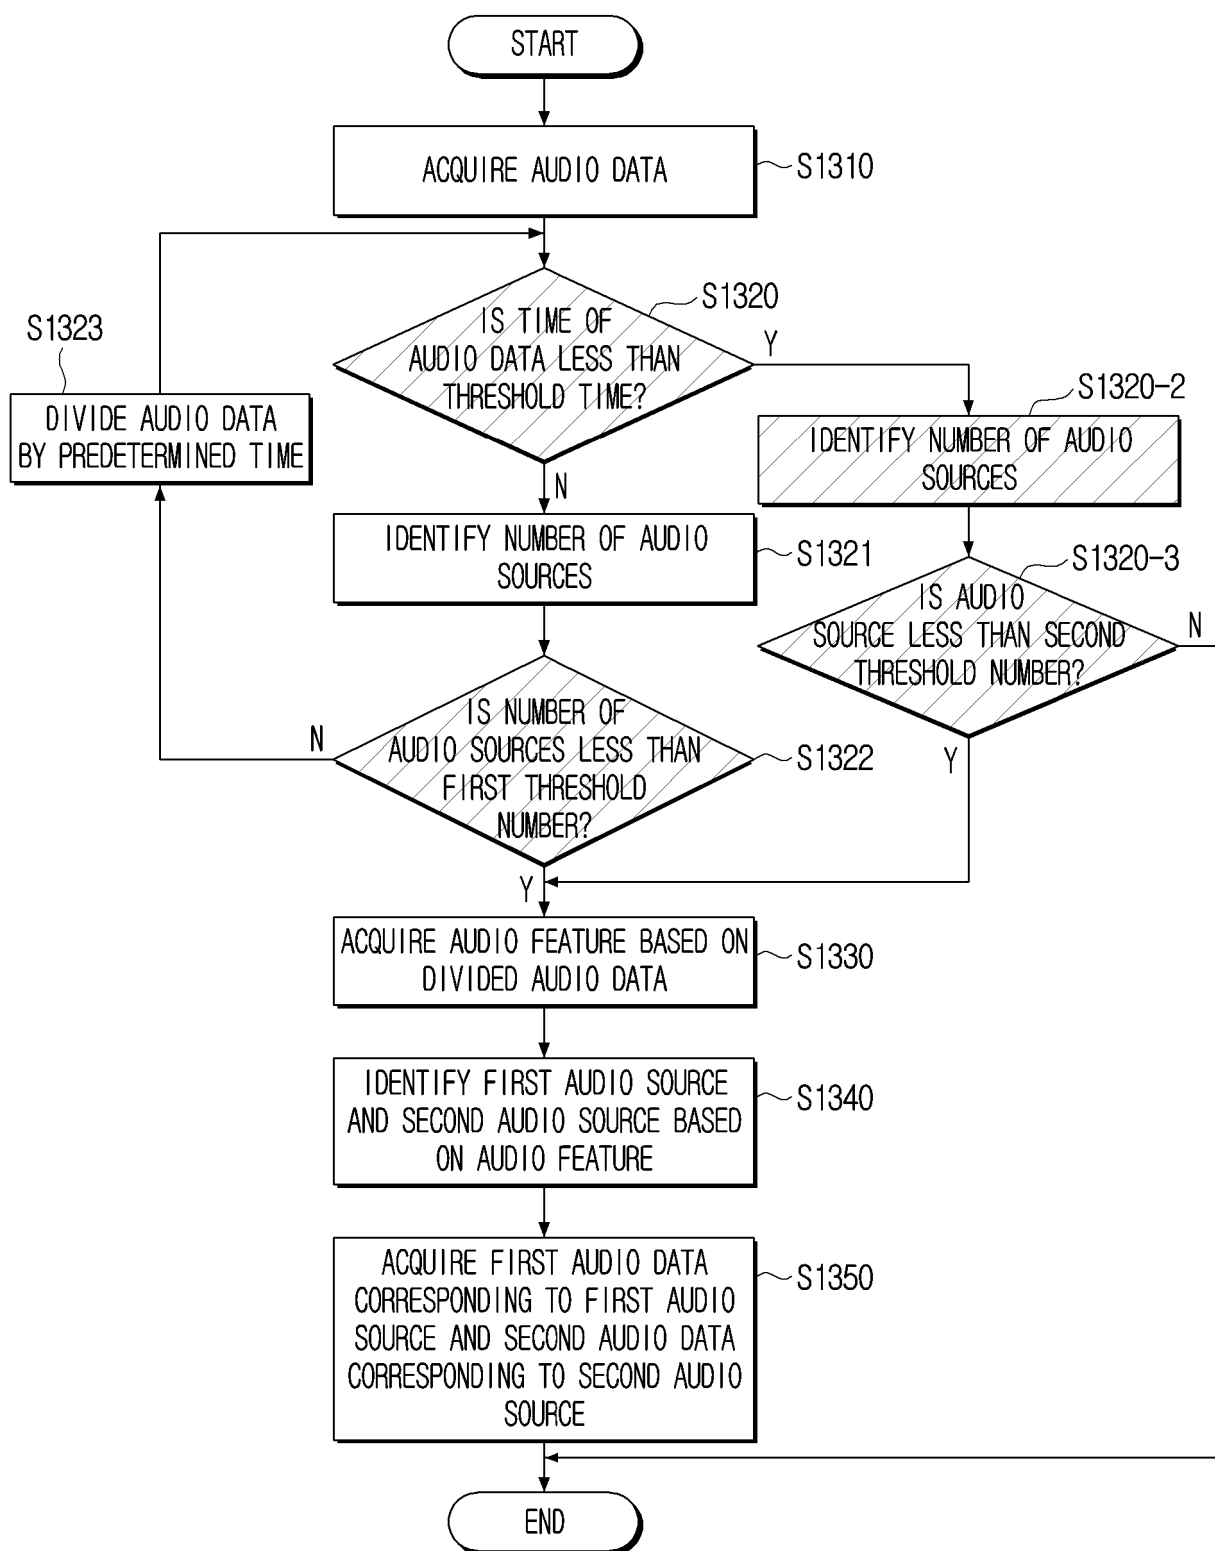 START
ACQUIRE AUDIO DATA
S1310
IS TIME OF
AUDIO DATA LESS THAN
THRESHOLD TIME?
S1320
Y
N
S1323
DIVIDE AUDIO DATA
BY PREDETERMINED TIME
S1320-2
IDENTIFY NUMBER OF AUDIO
SOURCES
IDENTIFY NUMBER OF AUDIO
SOURCES
S1321
S1320-3
IS AUDIO
SOURCE LESS THAN SECOND
THRESHOLD NUMBER?
N
Y
IS NUMBER OF
AUDIO SOURCES LESS THAN
FIRST THRESHOLD
NUMBER?
S1322
N
Y
ACQUIRE AUDIO FEATURE BASED ON
DIVIDED AUDIO DATA
S1330
IDENTIFY FIRST AUDIO SOURCE
AND SECOND AUDIO SOURCE BASED
ON AUDIO FEATURE
S1340
ACQUIRE FIRST AUDIO DATA
CORRESPONDING TO FIRST AUDIO
SOURCE AND SECOND AUDIO DATA
CORRESPONDING TO SECOND AUDIO
SOURCE
S1350
END